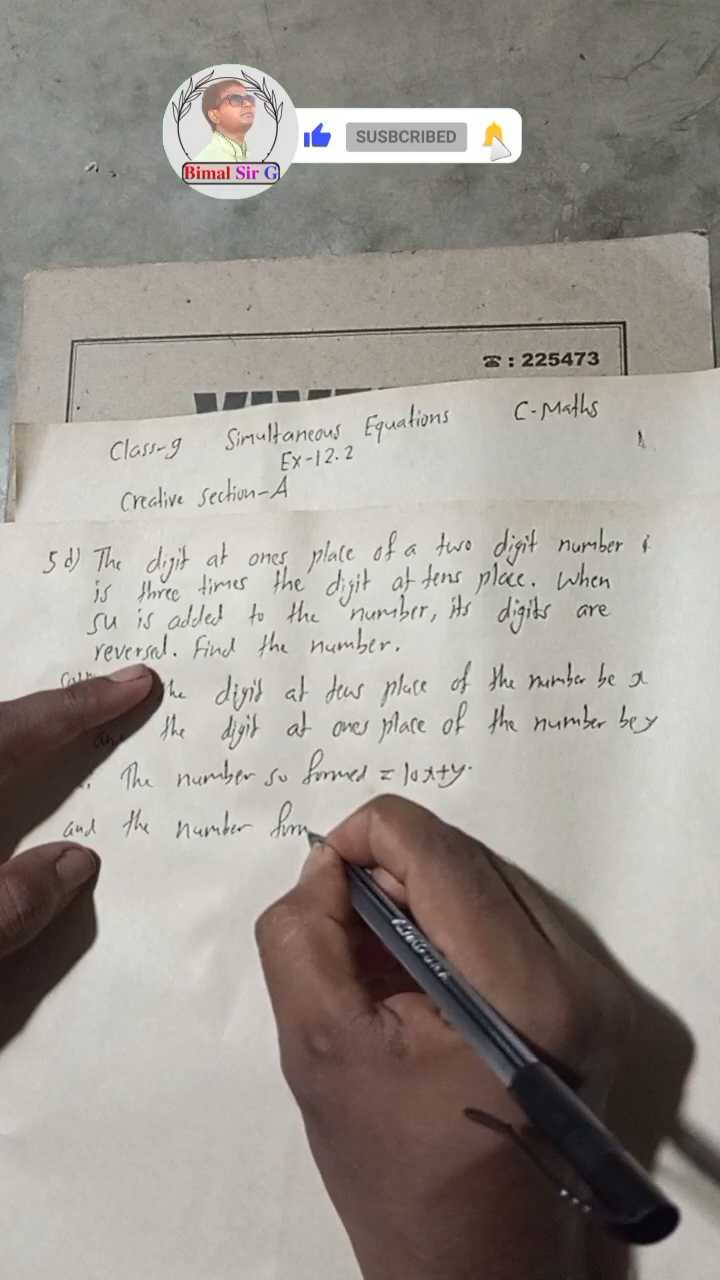 SUSBCRIBED
Bimal Sir G
☎ : 225473
Class-9 Simultaneous Equations C-Maths
Ex-12.2
Creative section-A
5 d) The digit at ones place of a two digit number
is three times the digit at tens place. When
54 is added to the number, its digits are
reversed. Find the number.
the digit at tens place of the number be x
the digit at ones place of the number be y
The number so formed = 10x+y.
and the number form